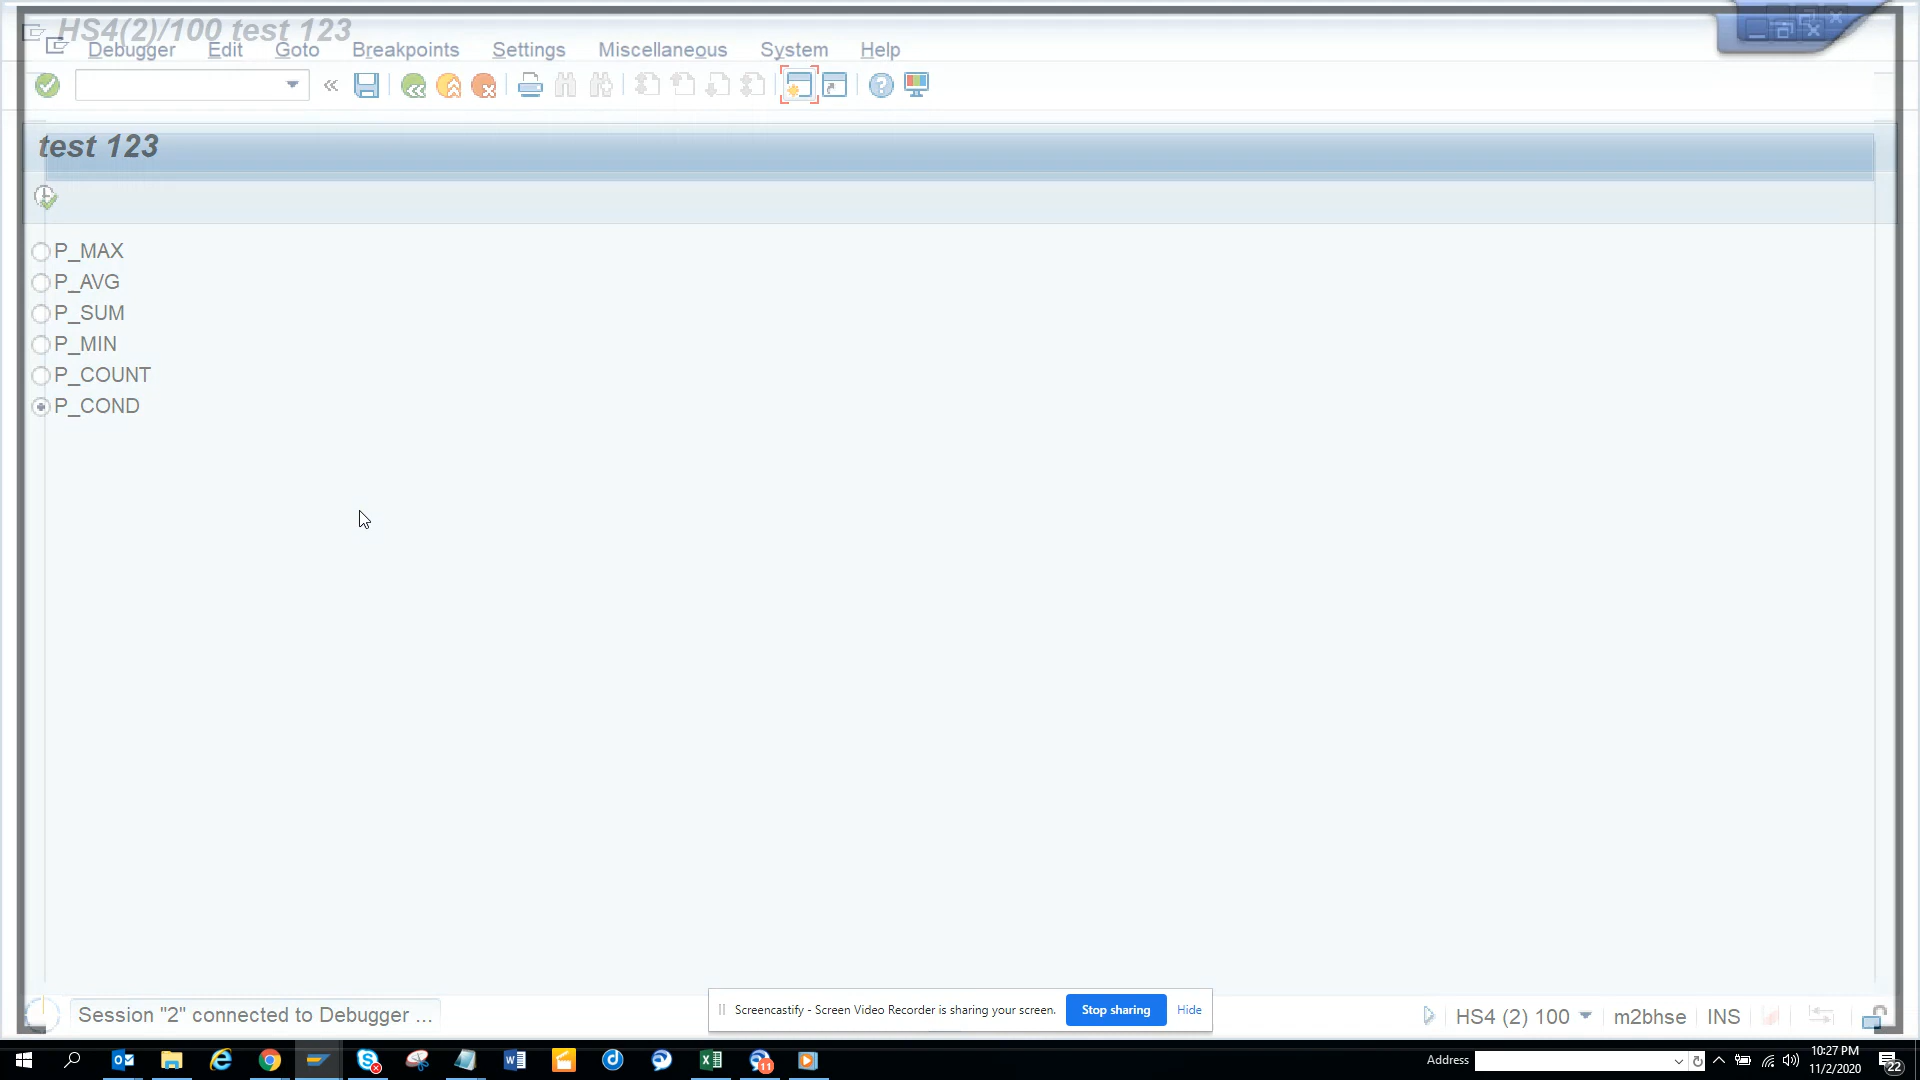 HS4(2)/100 test 123
Debugger Edit Goto Breakpoints Settings Miscellaneous System Help
test 123
P_MAX
P_AVG
P_SUM
P_MIN
P_COUNT
P_COND
Session "2" connected to Debugger ...
Screencastify - Screen Video Recorder is sharing your screen. Stop sharing Hide
HS4 (2) 100 m2bhse INS
Address
11
10:27 PM
11/2/2020
22